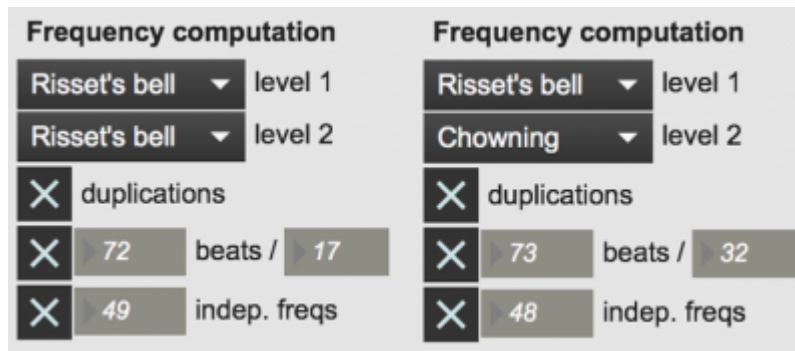 Frequency computation
Risset's bell level 1
Risset's bell level 2
duplications
72 beats / 17
49 indep. freqs
Frequency computation
Risset's bell level 1
Chowning level 2
duplications
73 beats / 32
48 indep. freqs